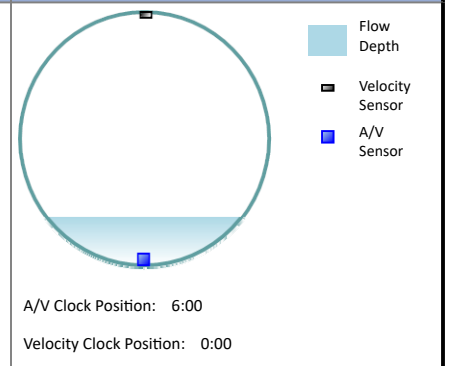 Flow
Depth
Velocity
Sensor
A/V
Sensor
A/V Clock Position: 6:00
Velocity Clock Position: 0:00